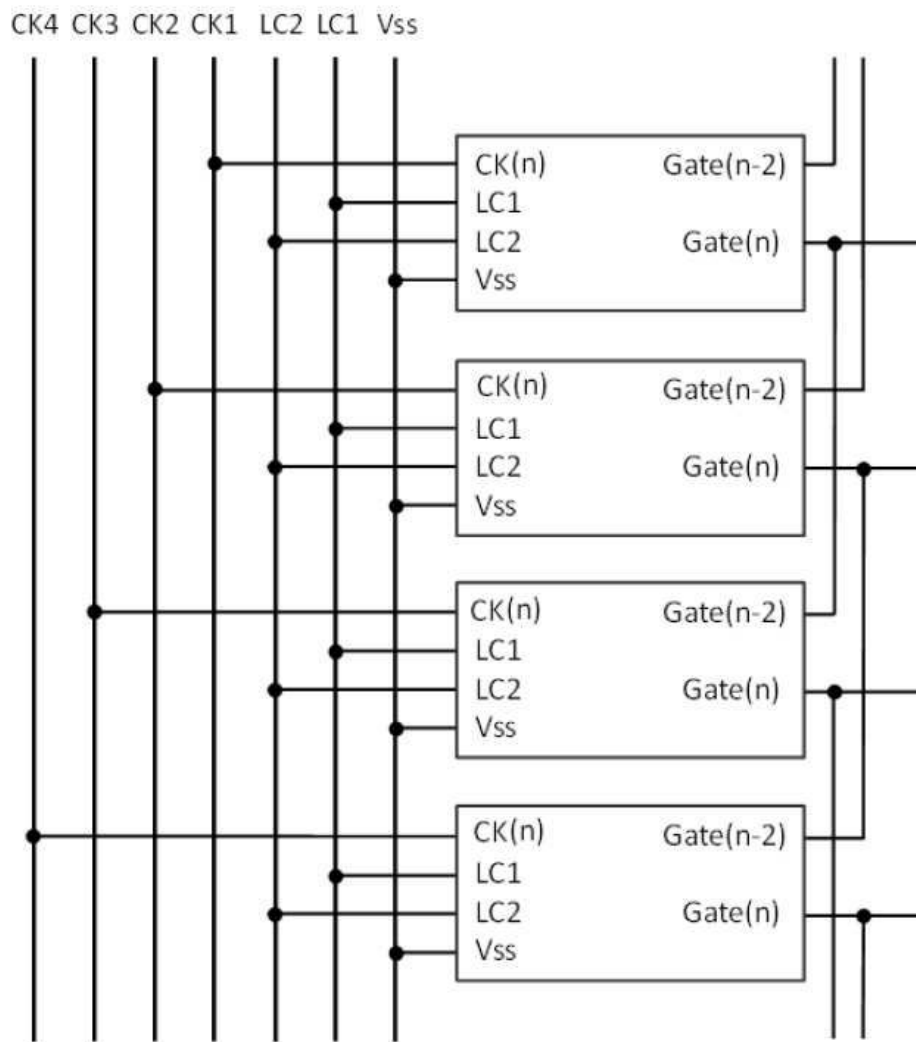 CK4 CK3 CK2 CK1 LC2 LC1 Vss
CK(n) Gate(n-2)
LC1
LC2 Gate(n)
Vss
CK(n) Gate(n-2)
LC1
LC2 Gate(n)
Vss
CK(n) Gate(n-2)
LC1
LC2 Gate(n)
Vss
CK(n) Gate(n-2)
LC1
LC2 Gate(n)
Vss